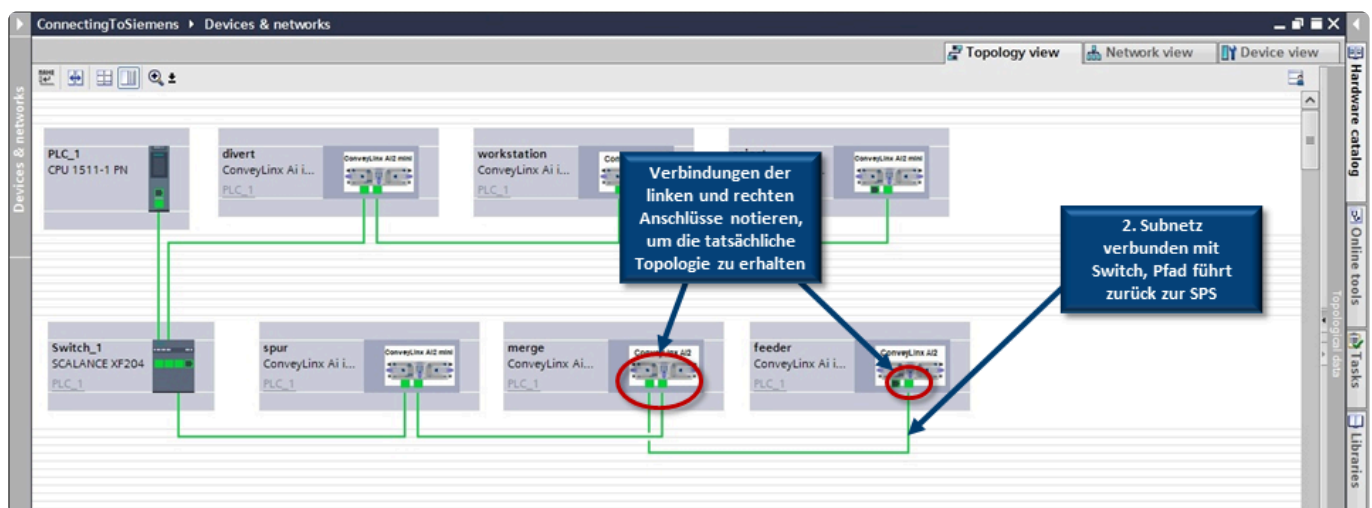 ConnectingToSiemens ▸ Devices & networks
Topology view
Network view
Device view
Devices & networks
PLC_1
CPU 1511-1 PN
divert
ConveyLinx Ai i...
PLC_1
ConveyLinx Ai2 mini
workstation
ConveyLinx Ai i...
PLC_1
ConveyLinx Ai2 mini
Verbindungen der
linken und rechten
Anschlüsse notieren,
um die tatsächliche
Topologie zu erhalten
2. Subnetz
verbunden mit
Switch, Pfad führt
zurück zur SPS
Switch_1
SCALANCE XF204
PLC_1
spur
ConveyLinx Ai i...
PLC_1
ConveyLinx Ai2 mini
merge
ConveyLinx Ai...
PLC_1
ConveyLinx Ai2
feeder
ConveyLinx Ai i...
PLC_1
ConveyLinx Ai2
Topological data
Hardware catalog
Online tools
Tasks
Libraries